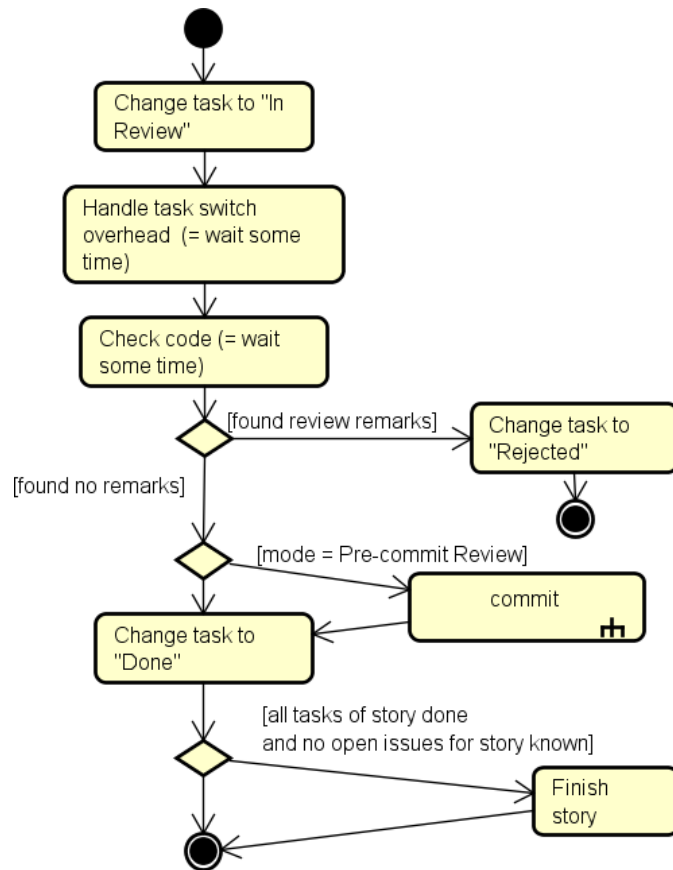 Change task to "In
Review"
Handle task switch
overhead  (= wait some
time)
Check code (= wait
some time)
[found review remarks]
Change task to
"Rejected"
[found no remarks]
[mode = Pre-commit Review]
commit
Change task to
"Done"
[all tasks of story done
and no open issues for story known]
Finish
story